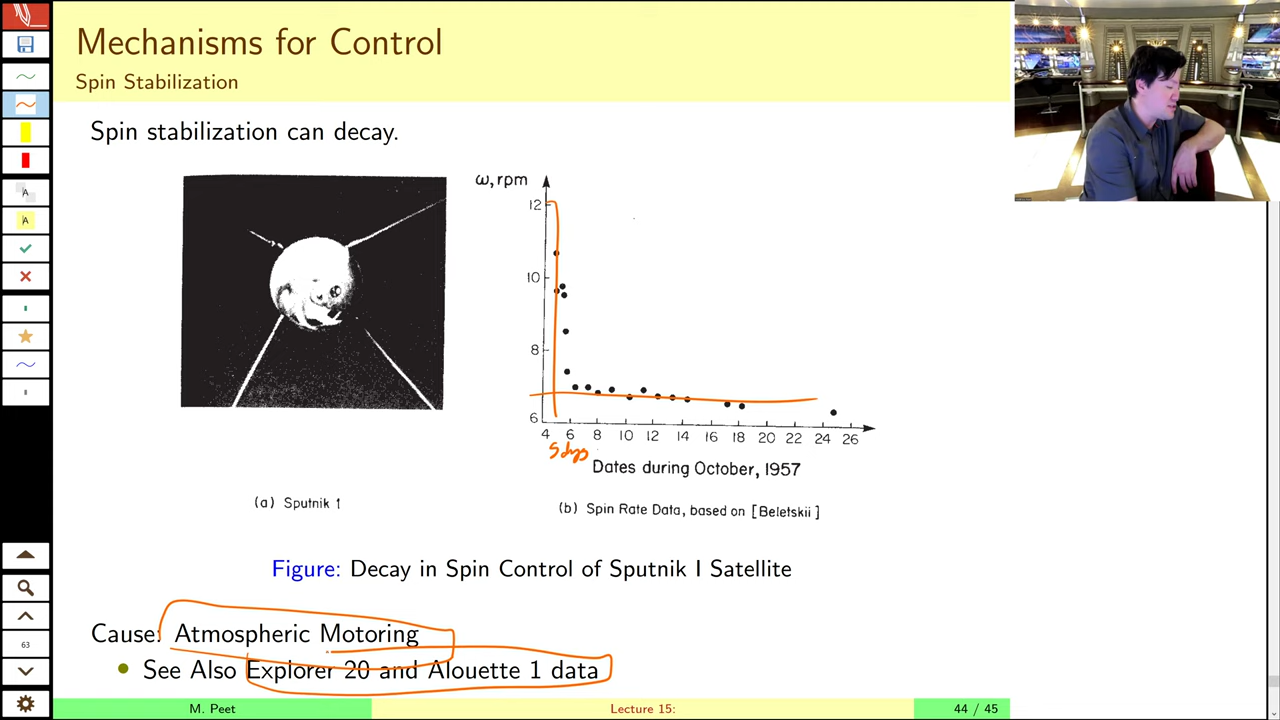 Mechanisms for Control
Spin Stabilization
Spin stabilization can decay.
ω, rpm
12
10
8
6
4 6 8 10 12 14 16 18 20 22 24 26
5 dys
Dates during October, 1957
(a) Sputnik 1
(b) Spin Rate Data, based on [Beletskii]
Figure: Decay in Spin Control of Sputnik I Satellite
Cause: Atmospheric Motoring
• See Also Explorer 20 and Alouette 1 data
M. Peet
Lecture 15:
44 / 45
A
A
63